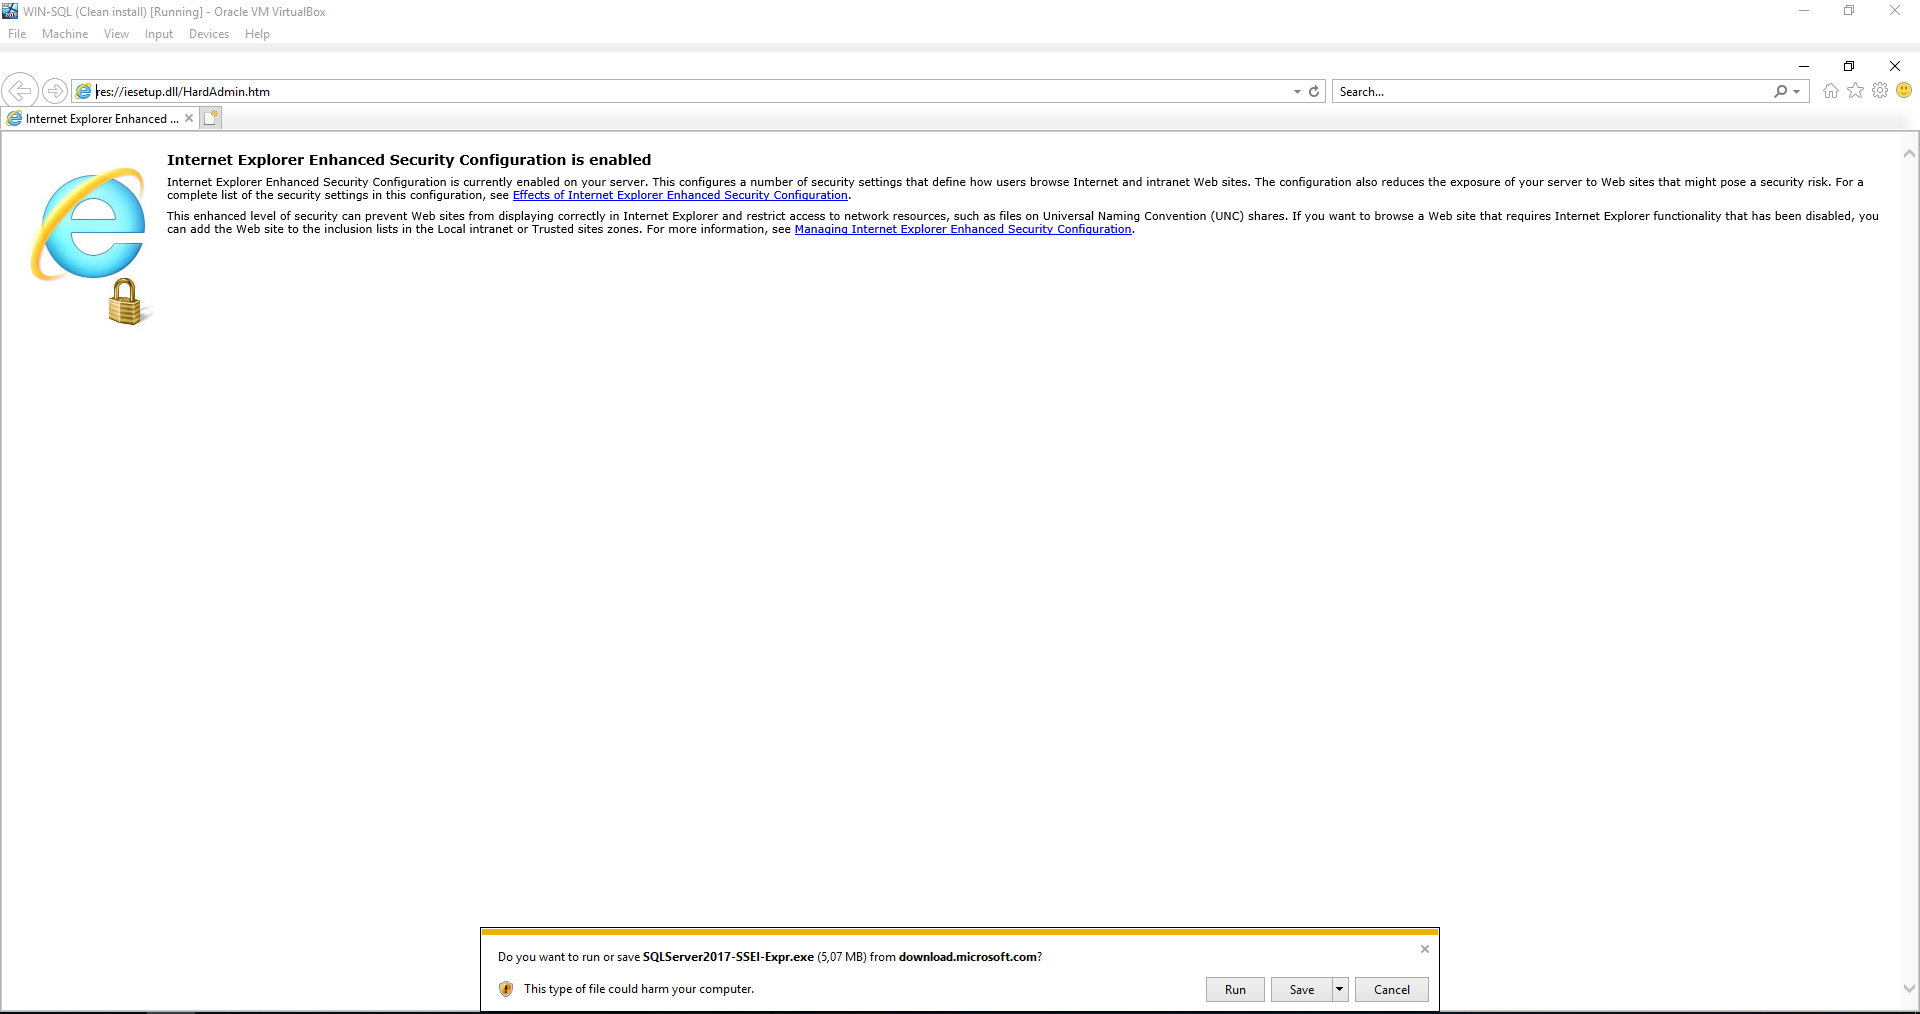 WIN-SQL (Clean install) [Running] - Oracle VM VirtualBox
File Machine View Input Devices Help
res://iesetup.dll/HardAdmin.htm
Search...
Internet Explorer Enhanced ...
Internet Explorer Enhanced Security Configuration is enabled
Internet Explorer Enhanced Security Configuration is currently enabled on your server. This configures a number of security settings that define how users browse Internet and intranet Web sites. The configuration also reduces the exposure of your server to Web sites that might pose a security risk. For a
complete list of the security settings in this configuration, see Effects of Internet Explorer Enhanced Security Configuration.
This enhanced level of security can prevent Web sites from displaying correctly in Internet Explorer and restrict access to network resources, such as files on Universal Naming Convention (UNC) shares. If you want to browse a Web site that requires Internet Explorer functionality that has been disabled, you
can add the Web site to the inclusion lists in the Local intranet or Trusted sites zones. For more information, see Managing Internet Explorer Enhanced Security Configuration.
Do you want to run or save SQLServer2017-SSEI-Expr.exe (5,07 MB) from download.microsoft.com?
This type of file could harm your computer.
Run Save Cancel